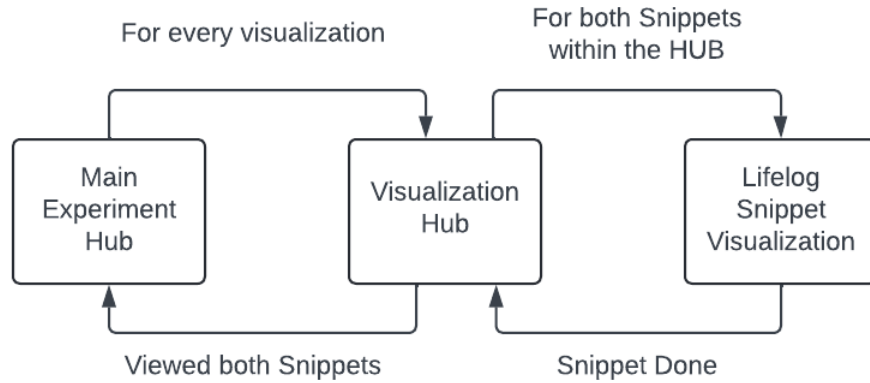 For every visualization
For both Snippets
within the HUB
Main
Experiment
Hub
Visualization
Hub
Lifelog
Snippet
Visualization
Viewed both Snippets
Snippet Done